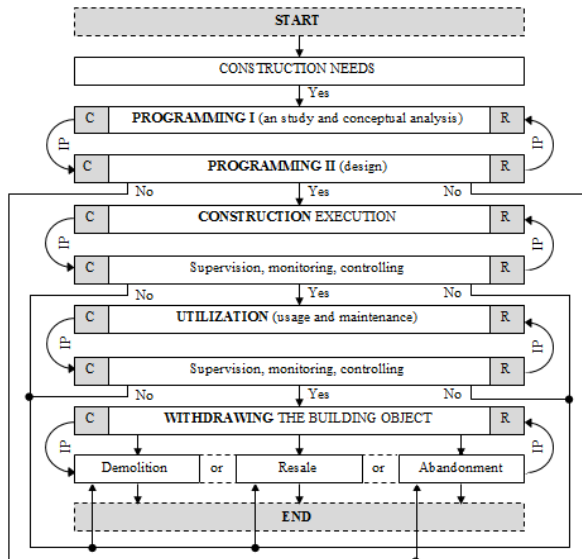 START
CONSTRUCTION NEEDS
Yes
C PROGRAMMING I (an study and conceptual analysis) R
IP IP
C PROGRAMMING II (design) R
No Yes No
C CONSTRUCTION EXECUTION R
IP IP
C Supervision, monitoring, controlling R
No Yes No
C UTILIZATION (usage and maintenance) R
IP IP
C Supervision, monitoring, controlling R
No Yes No
C WITHDRAWING THE BUILDING OBJECT R
IP IP
Demolition or Resale or Abandonment
END